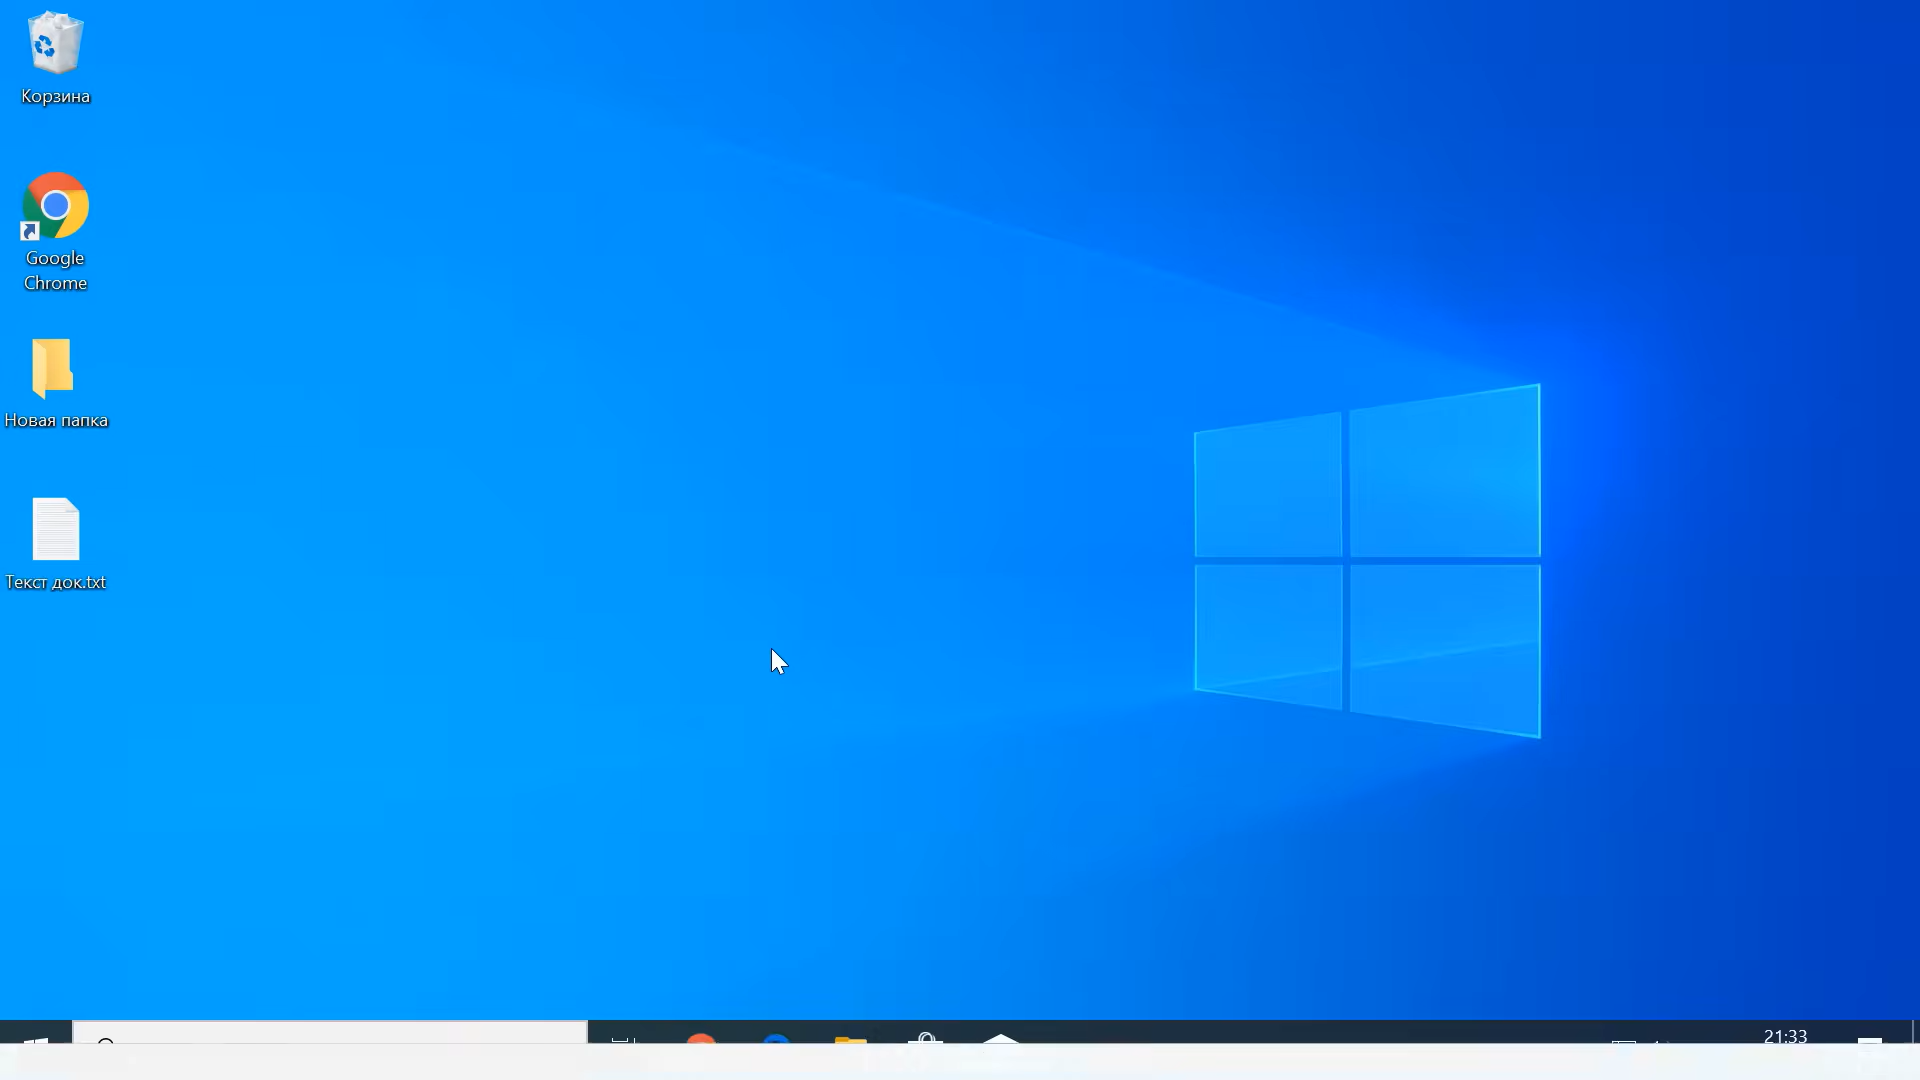 Корзина
Google
Chrome
Новая папка
Текст док.txt
21:33